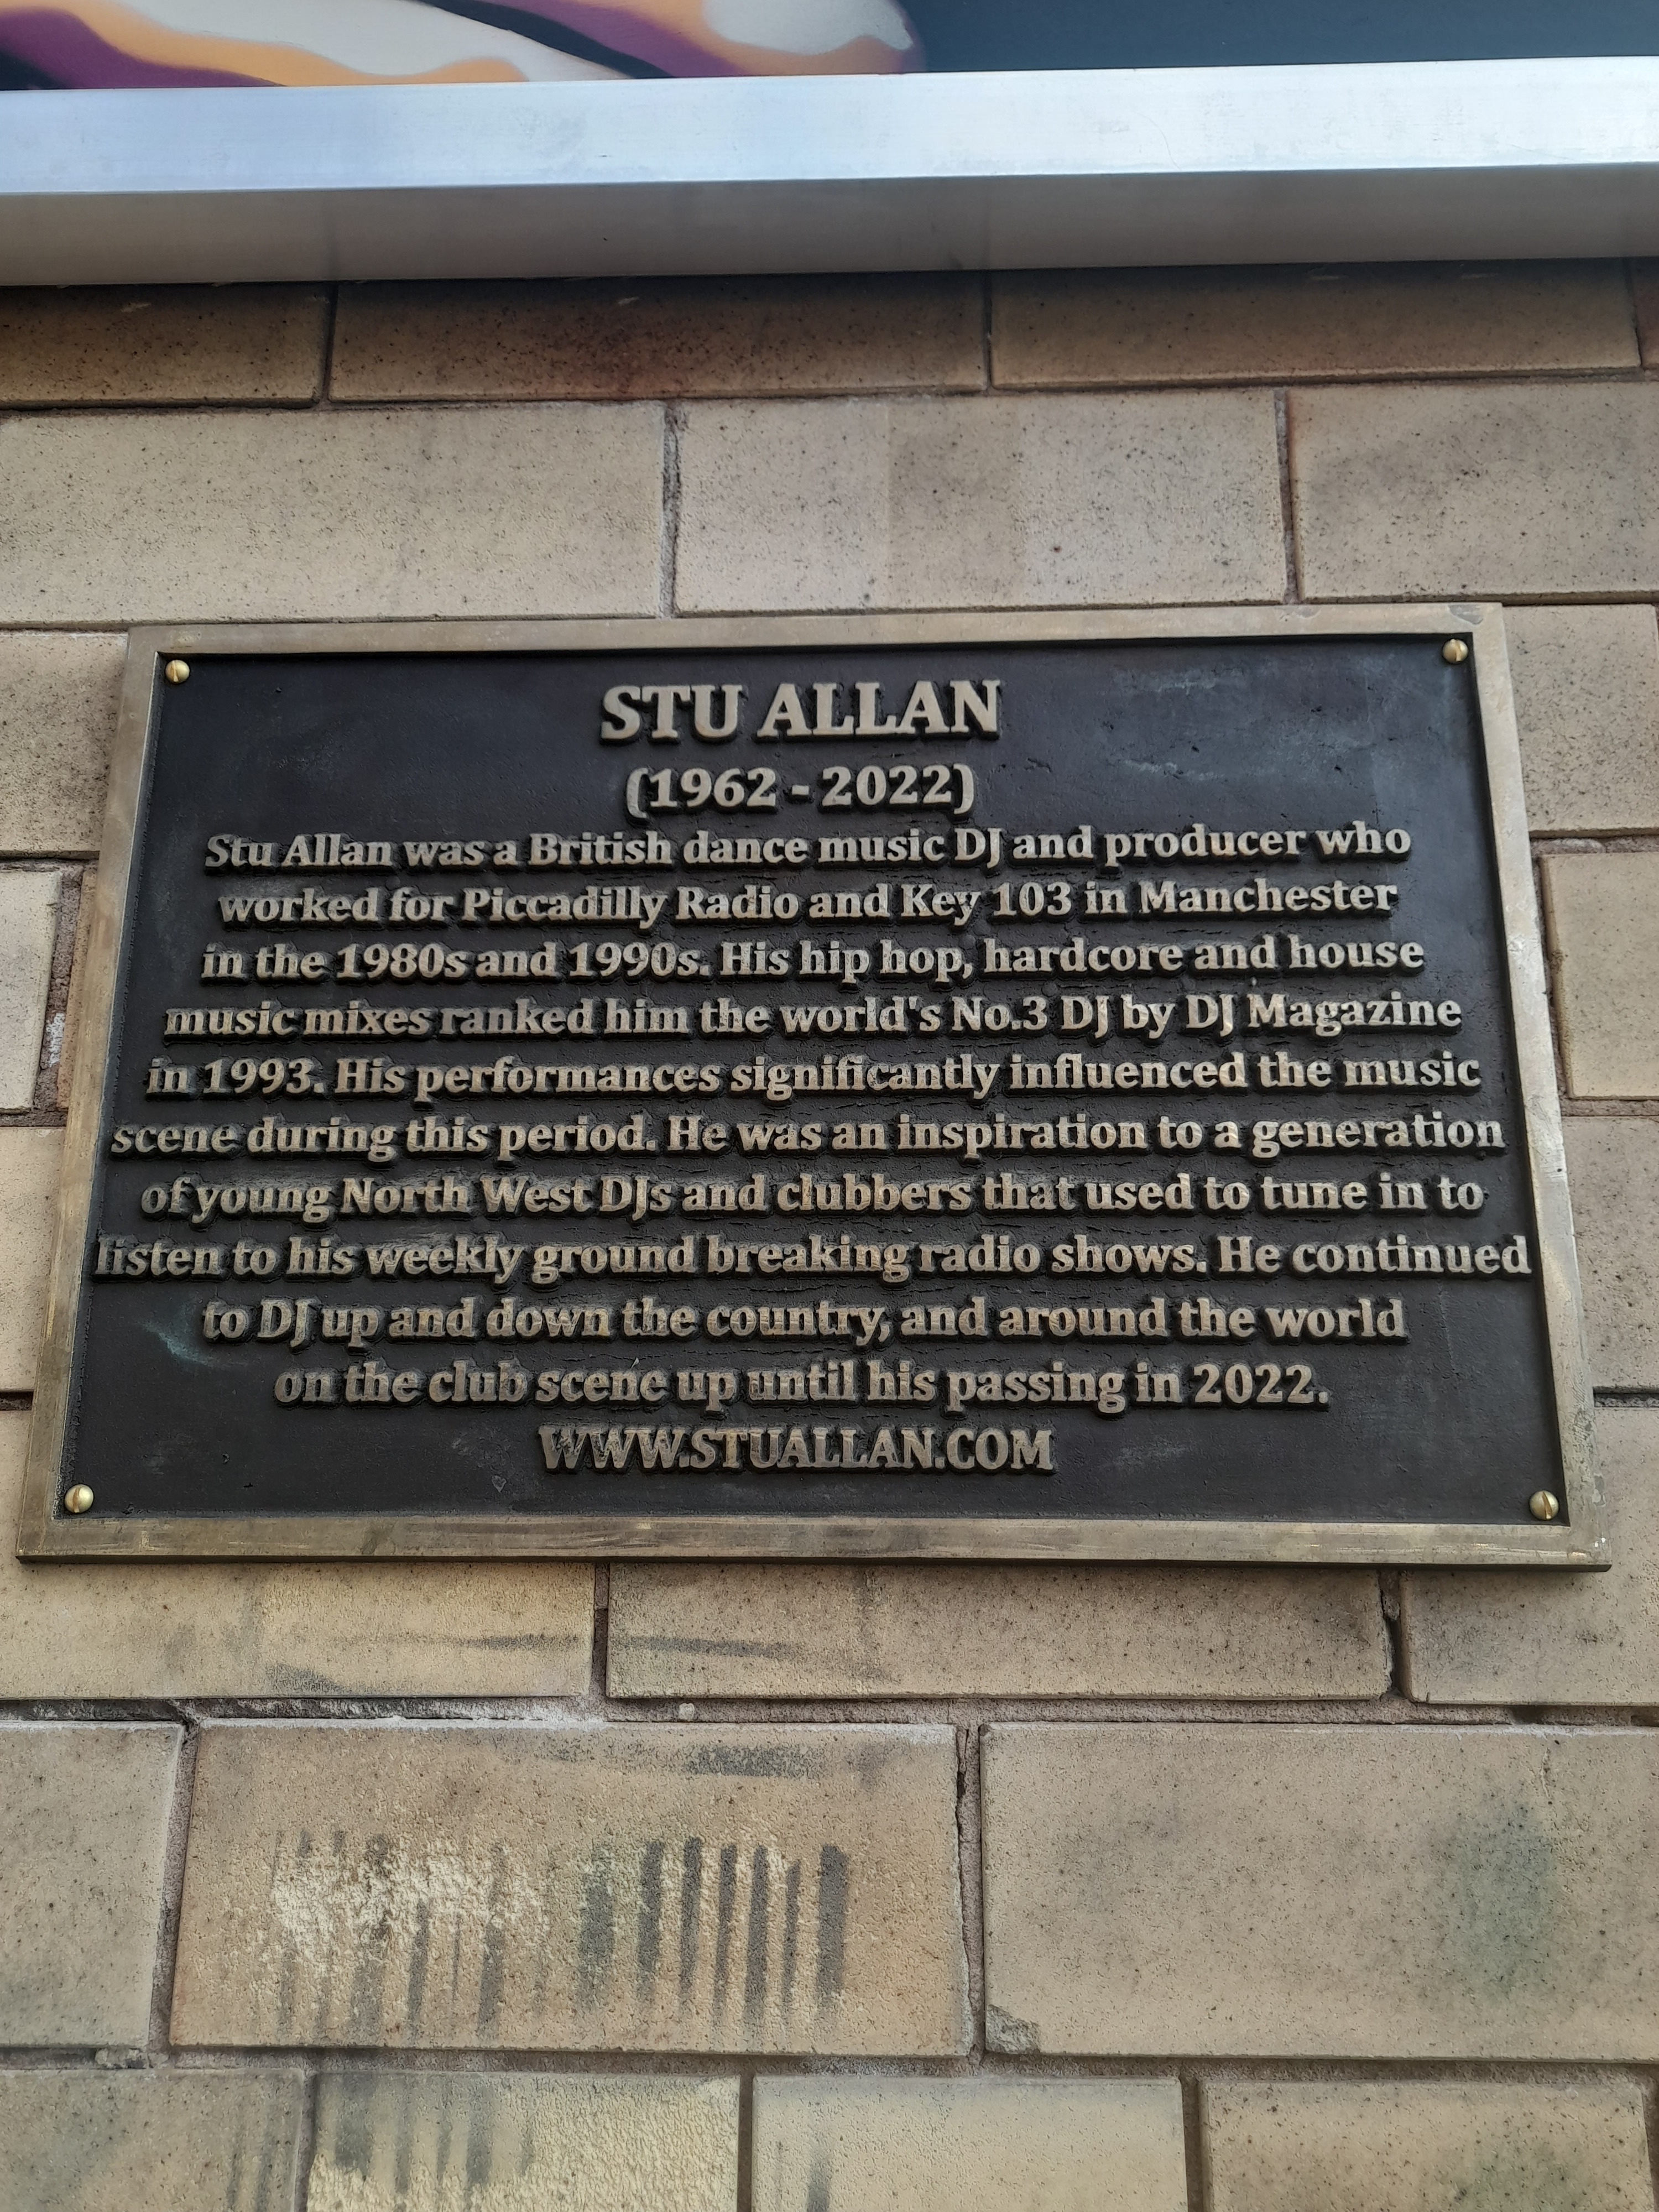 STU ALLAN
(1962 - 2022)
Stu Allan was a British dance music DJ and producer who
worked for Piccadilly Radio and Key 103 in Manchester
in the 1980s and 1990s. His hip hop, hardcore and house
music mixes ranked him the world's No.3 DJ by DJ Magazine
in 1993. His performances significantly influenced the music
scene during this period. He was an inspiration to a generation
of young North West DJs and clubbers that used to tune in to
listen to his weekly ground breaking radio shows. He continued
to DJ up and down the country, and around the world
on the club scene up until his passing in 2022.
WWW.STUALLAN.COM